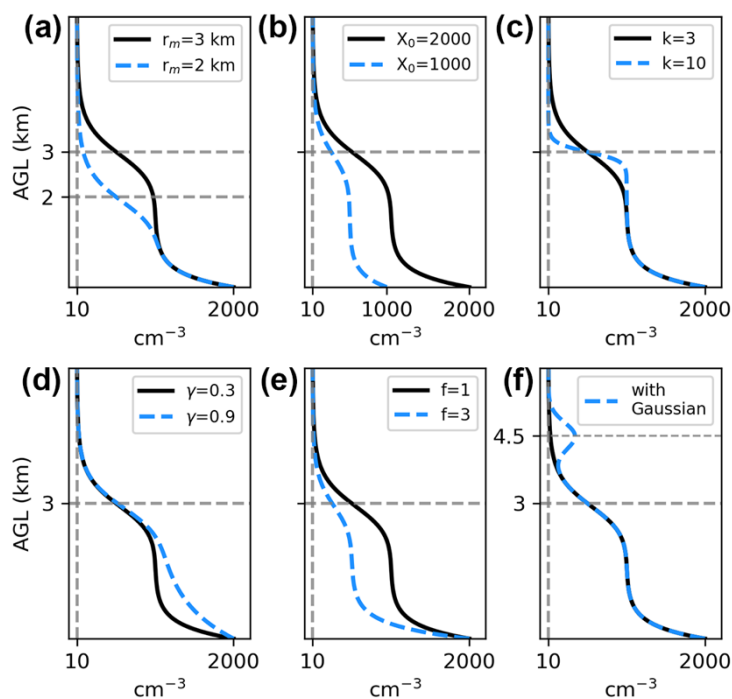 (a)
r_m=3 km
r_m=2 km
(b)
X_0=2000
X_0=1000
(c)
k=3
k=10
AGL (km)
3
2
10
2000
10
1000
2000
10
2000
cm⁻³
cm⁻³
cm⁻³
(d)
γ=0.3
γ=0.9
(e)
f=1
f=3
(f)
with
Gaussian
AGL (km)
3
4.5
3
10
2000
10
2000
10
2000
cm⁻³
cm⁻³
cm⁻³